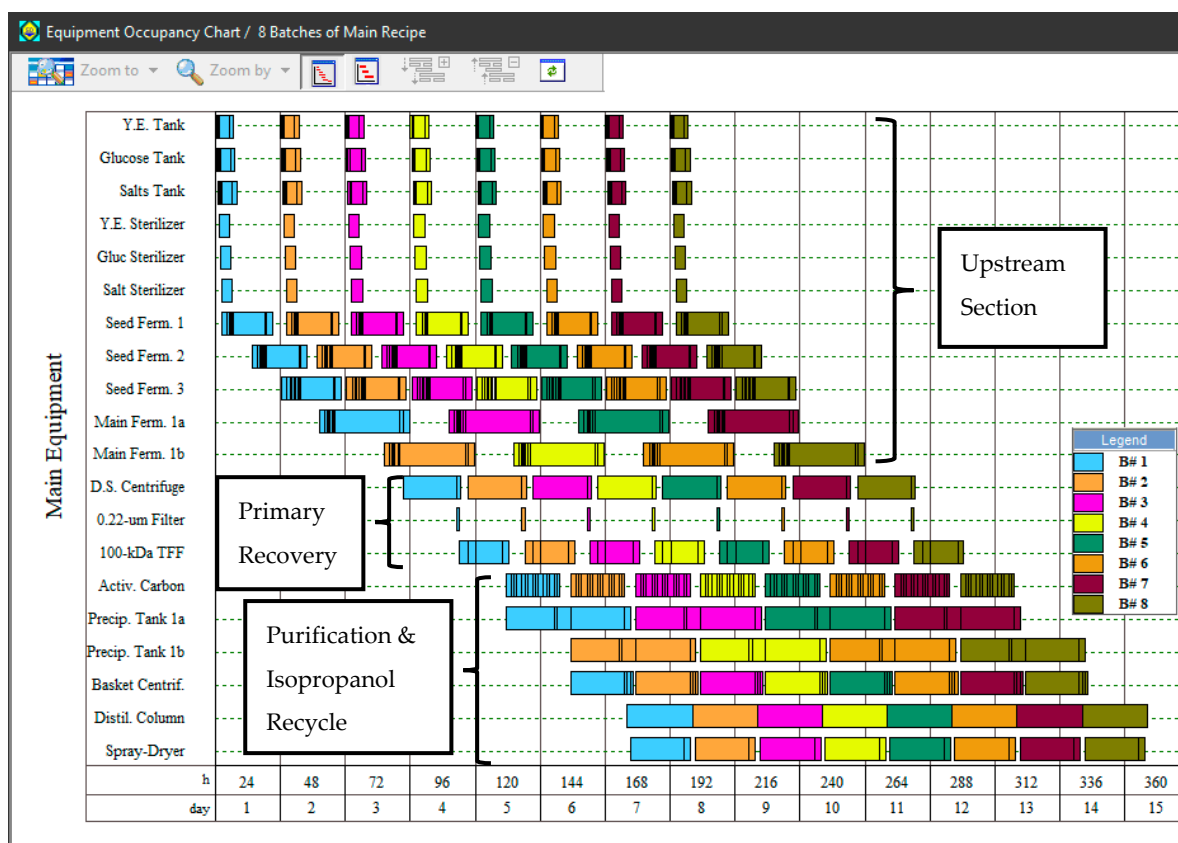 Equipment Occupancy Chart / 8 Batches of Main Recipe
Zoom to
Zoom by
Main Equipment
Y.E. Tank
Glucose Tank
Salts Tank
Y.E. Sterilizer
Gluc Sterilizer
Salt Sterilizer
Seed Ferm. 1
Seed Ferm. 2
Seed Ferm. 3
Main Ferm. 1a
Main Ferm. 1b
D.S. Centrifuge
0.22-um Filter
100-kDa TFF
Activ. Carbon
Precip. Tank 1a
Precip. Tank 1b
Basket Centrif.
Distil. Column
Spray-Dryer
Upstream
Section
Primary
Recovery
Purification &
Isopropanol
Recycle
Legend
B# 1
B# 2
B# 3
B# 4
B# 5
B# 6
B# 7
B# 8
h 24 48 72 96 120 144 168 192 216 240 264 288 312 336 360
day 1 2 3 4 5 6 7 8 9 10 11 12 13 14 15